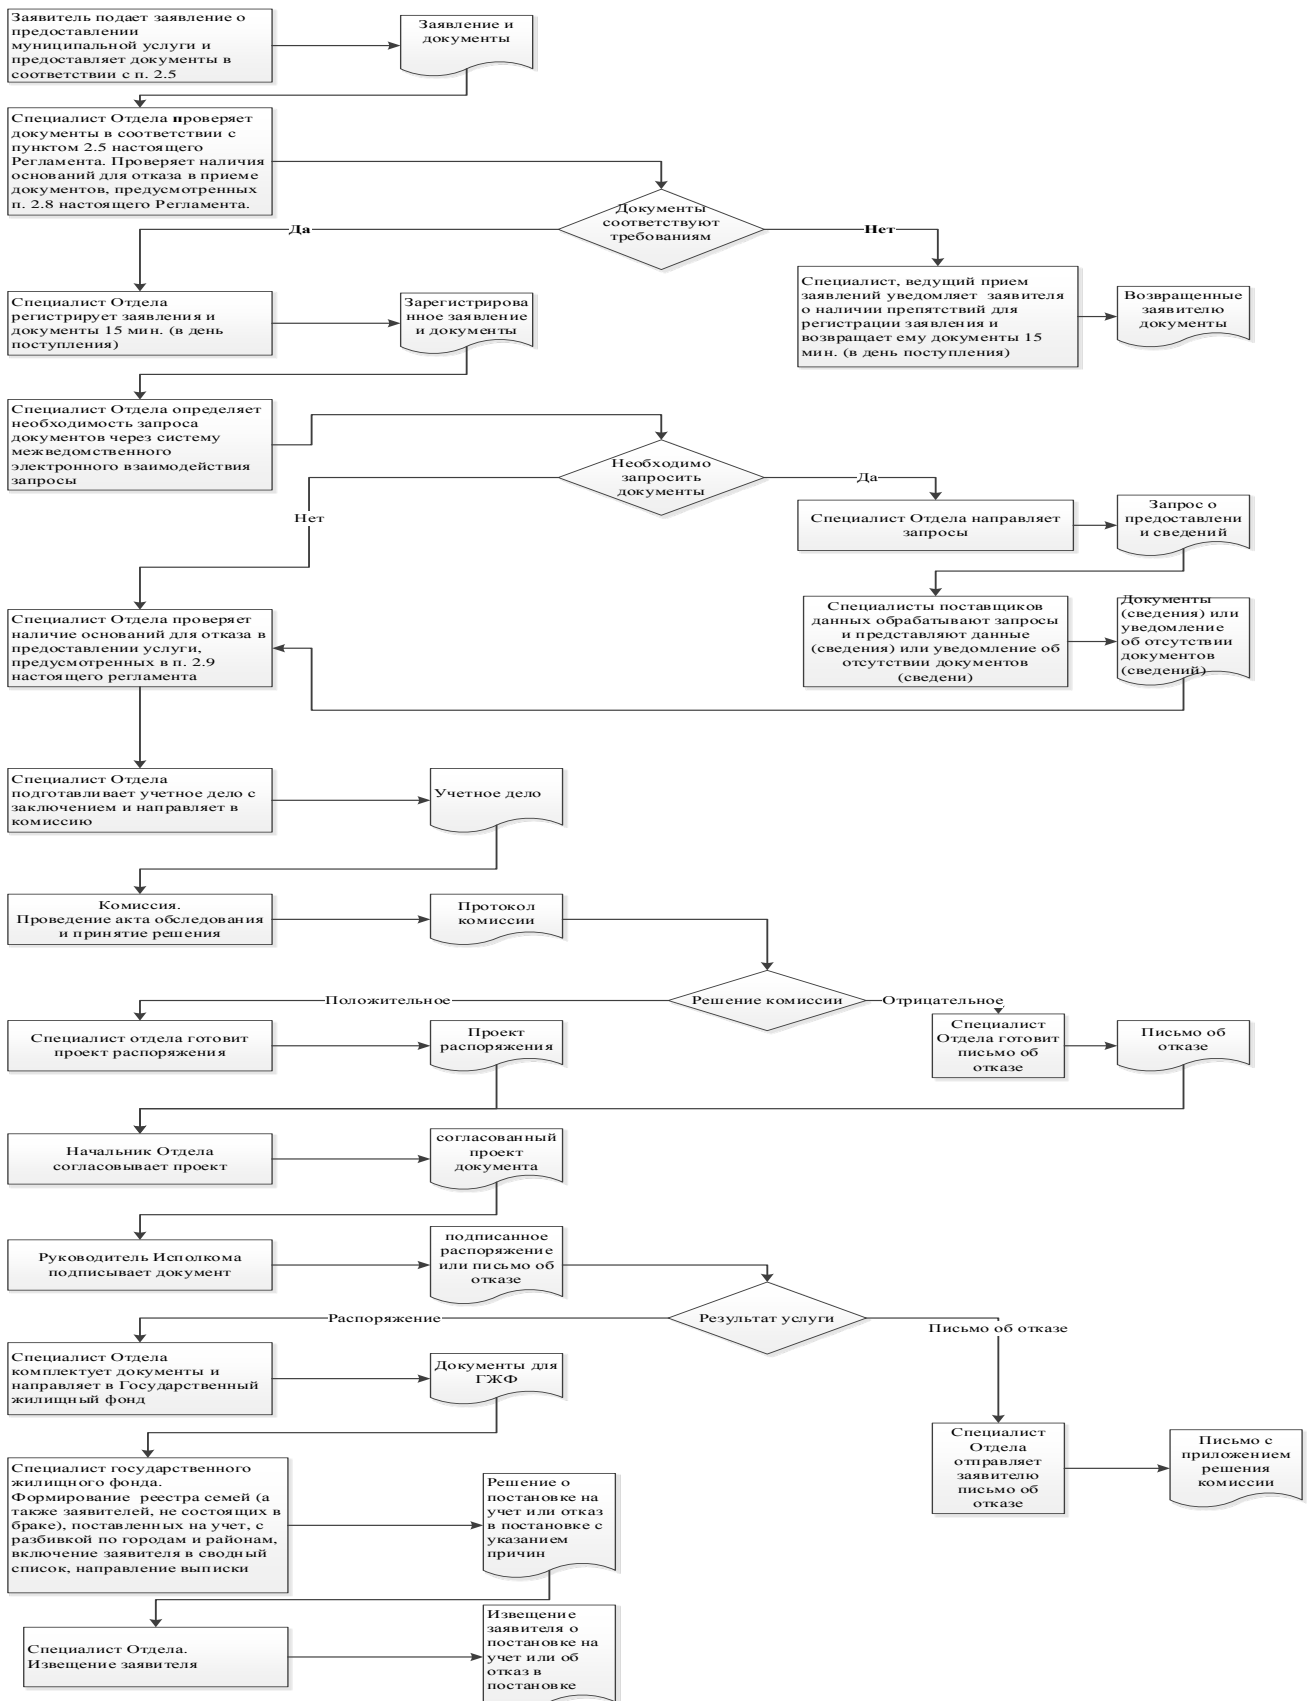 Заявитель подает заявление о
предоставлении
муниципальной услуги и
предоставляет документы в
соответствии с п. 2.5
Заявление и
документы
Специалист Отдела проверяет
документы в соответствии с
пунктом 2.5 настоящего
Регламента. Проверяет наличия
оснований для отказа в приеме
документов, предусмотренных
п. 2.8 настоящего Регламента.
Документы
соответствуют
требованиям
Да
Нет
Специалист Отдела
регистрирует заявления и
документы 15 мин. (в день
поступления)
Зарегистрирова
нное заявление
и документы
Специалист, ведущий прием
заявлений уведомляет заявителя
о наличии препятствий для
регистрации заявления и
возвращает ему документы 15
мин. (в день поступления)
Возвращенные
заявителю
документы
Специалист Отдела определяет
необходимость запроса
документов через систему
межведомственного
электронного взаимодействия
запросы
Необходимо
запросить
документы
Да
Нет
Специалист Отдела направляет
запросы
Запрос о
предоставлени
и сведений
Специалист Отдела проверяет
наличие оснований для отказа в
предоставлении услуги,
предусмотренных в п. 2.9
настоящего регламента
Специалисты поставщиков
данных обрабатывают запросы
и представляют данные
(сведения) или уведомление об
отсутствии документов
(сведени)
Документы
(сведения) или
уведомление
об отсутствии
документов
(сведений)
Специалист Отдела
подготавливает учетное дело с
заключением и направляет в
комиссию
Учетное дело
Комиссия.
Проведение акта обследования
и принятие решения
Протокол
комиссии
Решение комиссии
Положительное
Отрицательное
Специалист отдела готовит
проект распоряжения
Проект
распоряжения
Специалист
Отдела готовит
письмо об
отказе
Письмо об
отказе
Начальник Отдела
согласовывает проект
согласованный
проект
документа
Руководитель Исполкома
подписывает документ
подписанное
распоряжение
или письмо об
отказе
Результат услуги
Распоряжение
Письмо об отказе
Специалист Отдела
комплектует документы и
направляет в Государственный
жилищный фонд
Документы для
ГЖФ
Специалист
Отдела
отправляет
заявителю
письмо об
отказе
Письмо с
приложением
решения
комиссии
Специалист государственного
жилищного фонда.
Формирование реестра семей (а
также заявителей, не состоящих в
браке), поставленных на учет, с
разбивкой по городам и районам,
включение заявителя в сводный
список, направление выписки
Решение о
постановке на
учет или отказ
в постановке с
указанием
причин
Специалист Отдела.
Извещение заявителя
Извещение
заявителя о
постановке на
учет или об
отказ в
постановке